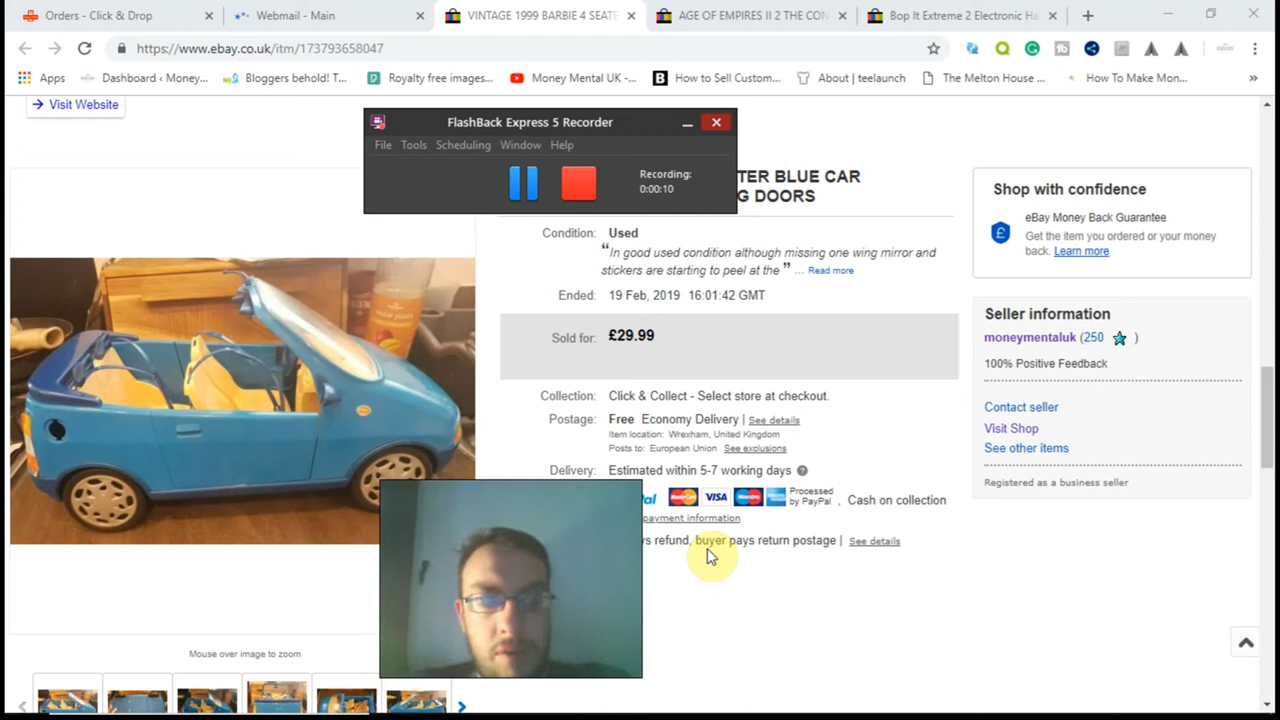 Orders - Click & Drop
Webmail - Main
VINTAGE 1999 BARBIE 4 SEATE
AGE OF EMPIRES II 2 THE CON
Bop It Extreme 2 Electronic Ha
https://www.ebay.co.uk/itm/173793658047
Apps
Dashboard ‹ Money...
Bloggers behold! T...
Royalty free images...
Money Mental UK -...
How to Sell Custom...
About | teelaunch
The Melton House ...
How To Make Mon...
Visit Website
FlashBack Express 5 Recorder
File Tools Scheduling Window Help
Recording:
0:00:10
TER BLUE CAR
G DOORS
Condition: Used
"In good used condition although missing one wing mirror and
stickers are starting to peel at the " ... Read more
Ended: 19 Feb, 2019 16:01:42 GMT
Sold for: £29.99
Collection: Click & Collect - Select store at checkout.
Postage: Free Economy Delivery | See details
Item location: Wrexham, United Kingdom
Posts to: European Union See exclusions
Delivery: Estimated within 5-7 working days
Pal MasterCard VISA Maestro Processed
by PayPal , Cash on collection
payment information
s refund, buyer pays return postage | See details
Shop with confidence
eBay Money Back Guarantee
Get the item you ordered or your money
back. Learn more
Seller information
moneymentaluk (250 )
100% Positive Feedback
Contact seller
Visit Shop
See other items
Registered as a business seller
Mouse over image to zoom